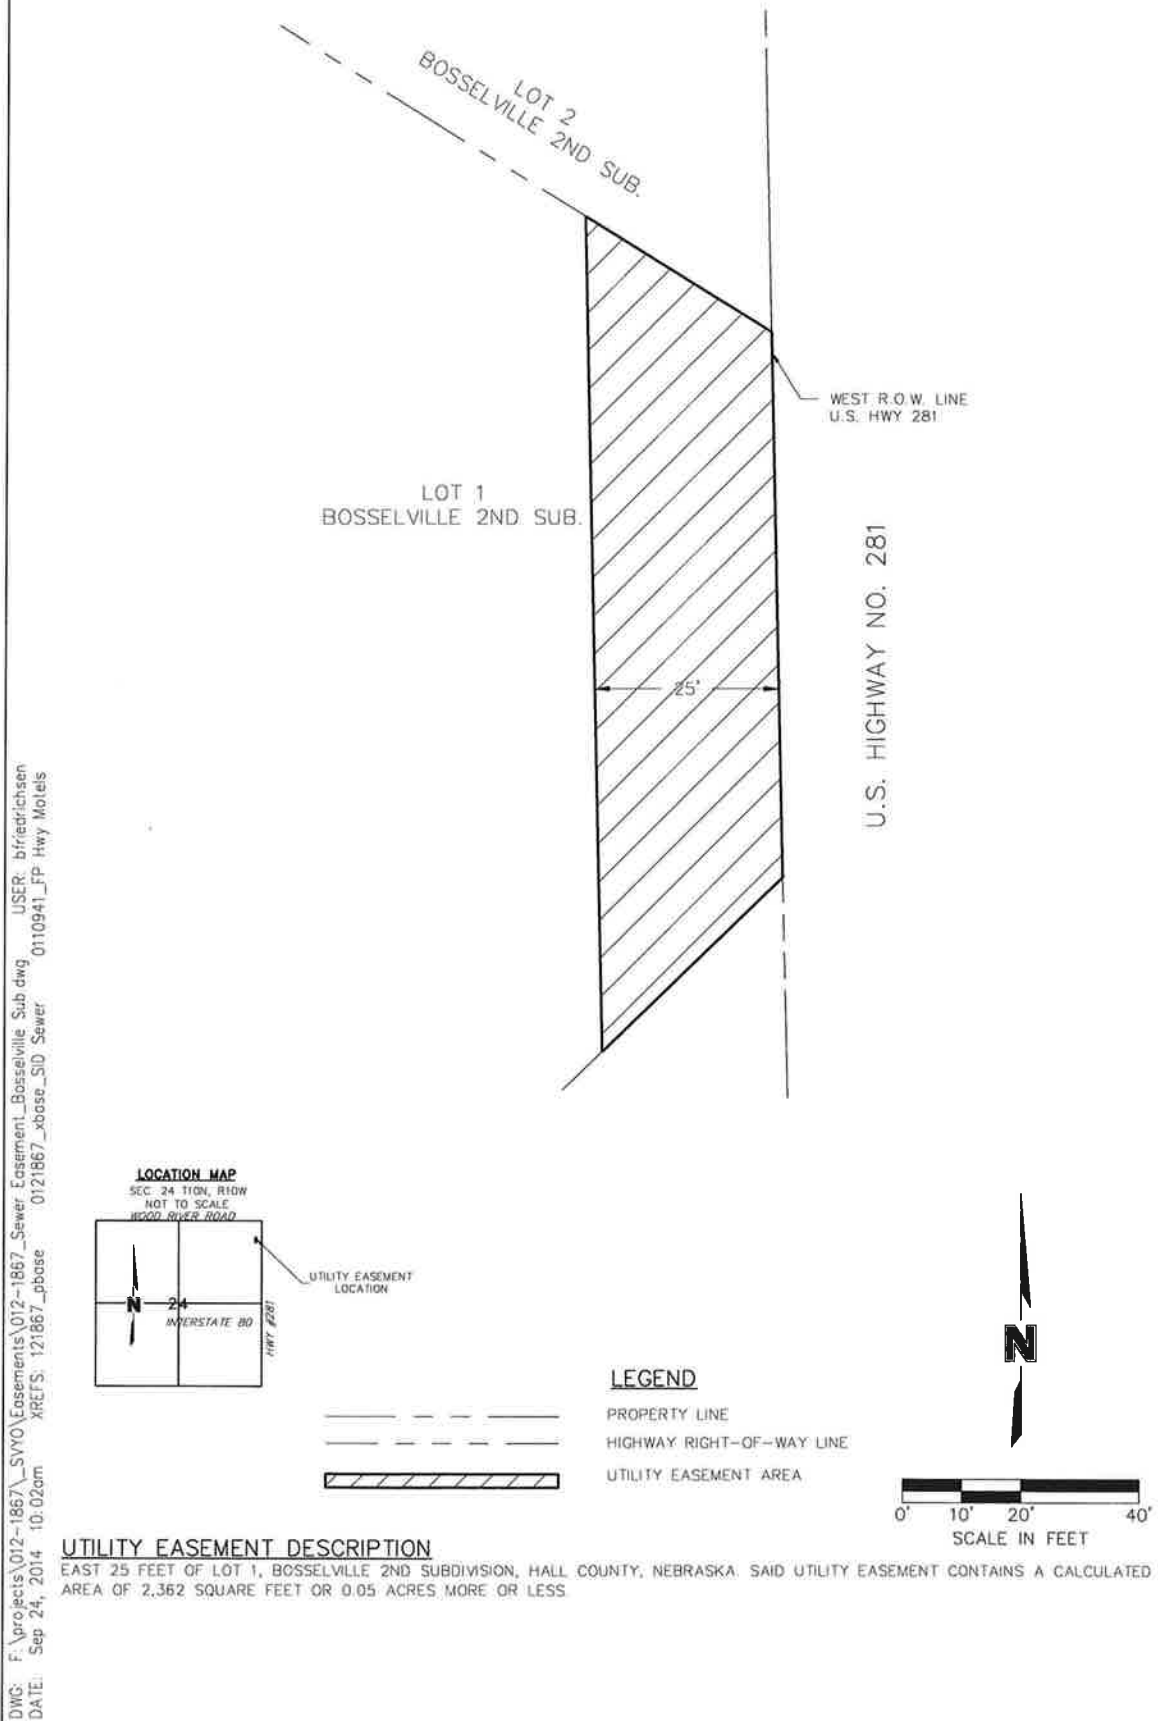 LOT 2
BOSSELVILLE 2ND SUB.
WEST R.O.W. LINE
U.S. HWY 281
LOT 1
BOSSELVILLE 2ND SUB.
U.S. HIGHWAY NO. 281
25'
LOCATION MAP
SEC 24 T10N, R10W
NOT TO SCALE
WOOD RIVER ROAD
UTILITY EASEMENT
LOCATION
N
24
INTERSTATE 80
HWY #281
N
LEGEND
PROPERTY LINE
HIGHWAY RIGHT-OF-WAY LINE
UTILITY EASEMENT AREA
0' 10' 20' 40'
SCALE IN FEET
UTILITY EASEMENT DESCRIPTION
EAST 25 FEET OF LOT 1, BOSSELVILLE 2ND SUBDIVISION, HALL COUNTY, NEBRASKA. SAID UTILITY EASEMENT CONTAINS A CALCULATED
AREA OF 2,362 SQUARE FEET OR 0.05 ACRES MORE OR LESS.
DWG: F:\projects\012-1867\_SVYO\Easements\012-1867_Sewer Easement_Bosselville Sub.dwg USER: bfriedrichsen
DATE: Sep 24, 2014 10:02am XREFS: 121867_pbase 0121867_xbase_SID Sewer 0110941_FP Hwy Motels